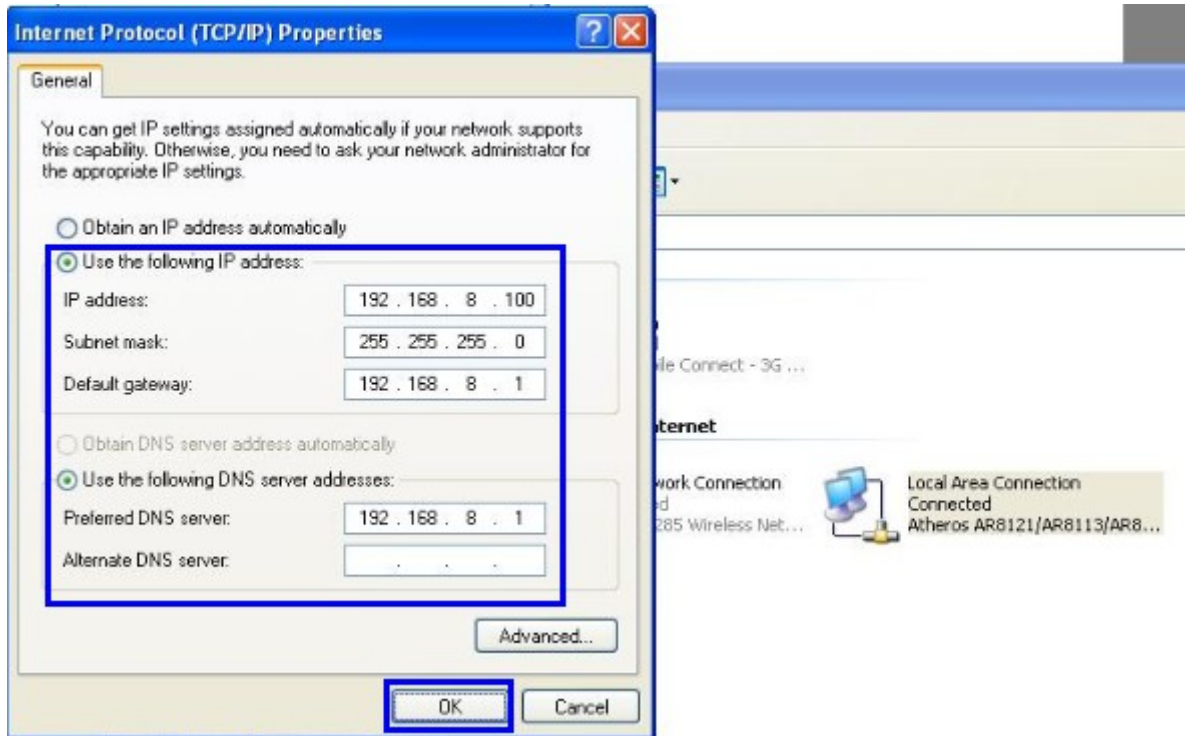 Internet Protocol (TCP/IP) Properties
General
You can get IP settings assigned automatically if your network supports
this capability. Otherwise, you need to ask your network administrator for
the appropriate IP settings.
Obtain an IP address automatically
Use the following IP address:
IP address: 192 . 168 . 8 . 100
Subnet mask: 255 . 255 . 255 . 0
Default gateway: 192 . 168 . 8 . 1
Obtain DNS server address automatically
Use the following DNS server addresses:
Preferred DNS server: 192 . 168 . 8 . 1
Alternate DNS server: . . .
Advanced...
OK Cancel
ile Connect - 3G ...
ternet
work Connection
285 Wireless Net...
Local Area Connection
Connected
Atheros AR8121/AR8113/AR8...